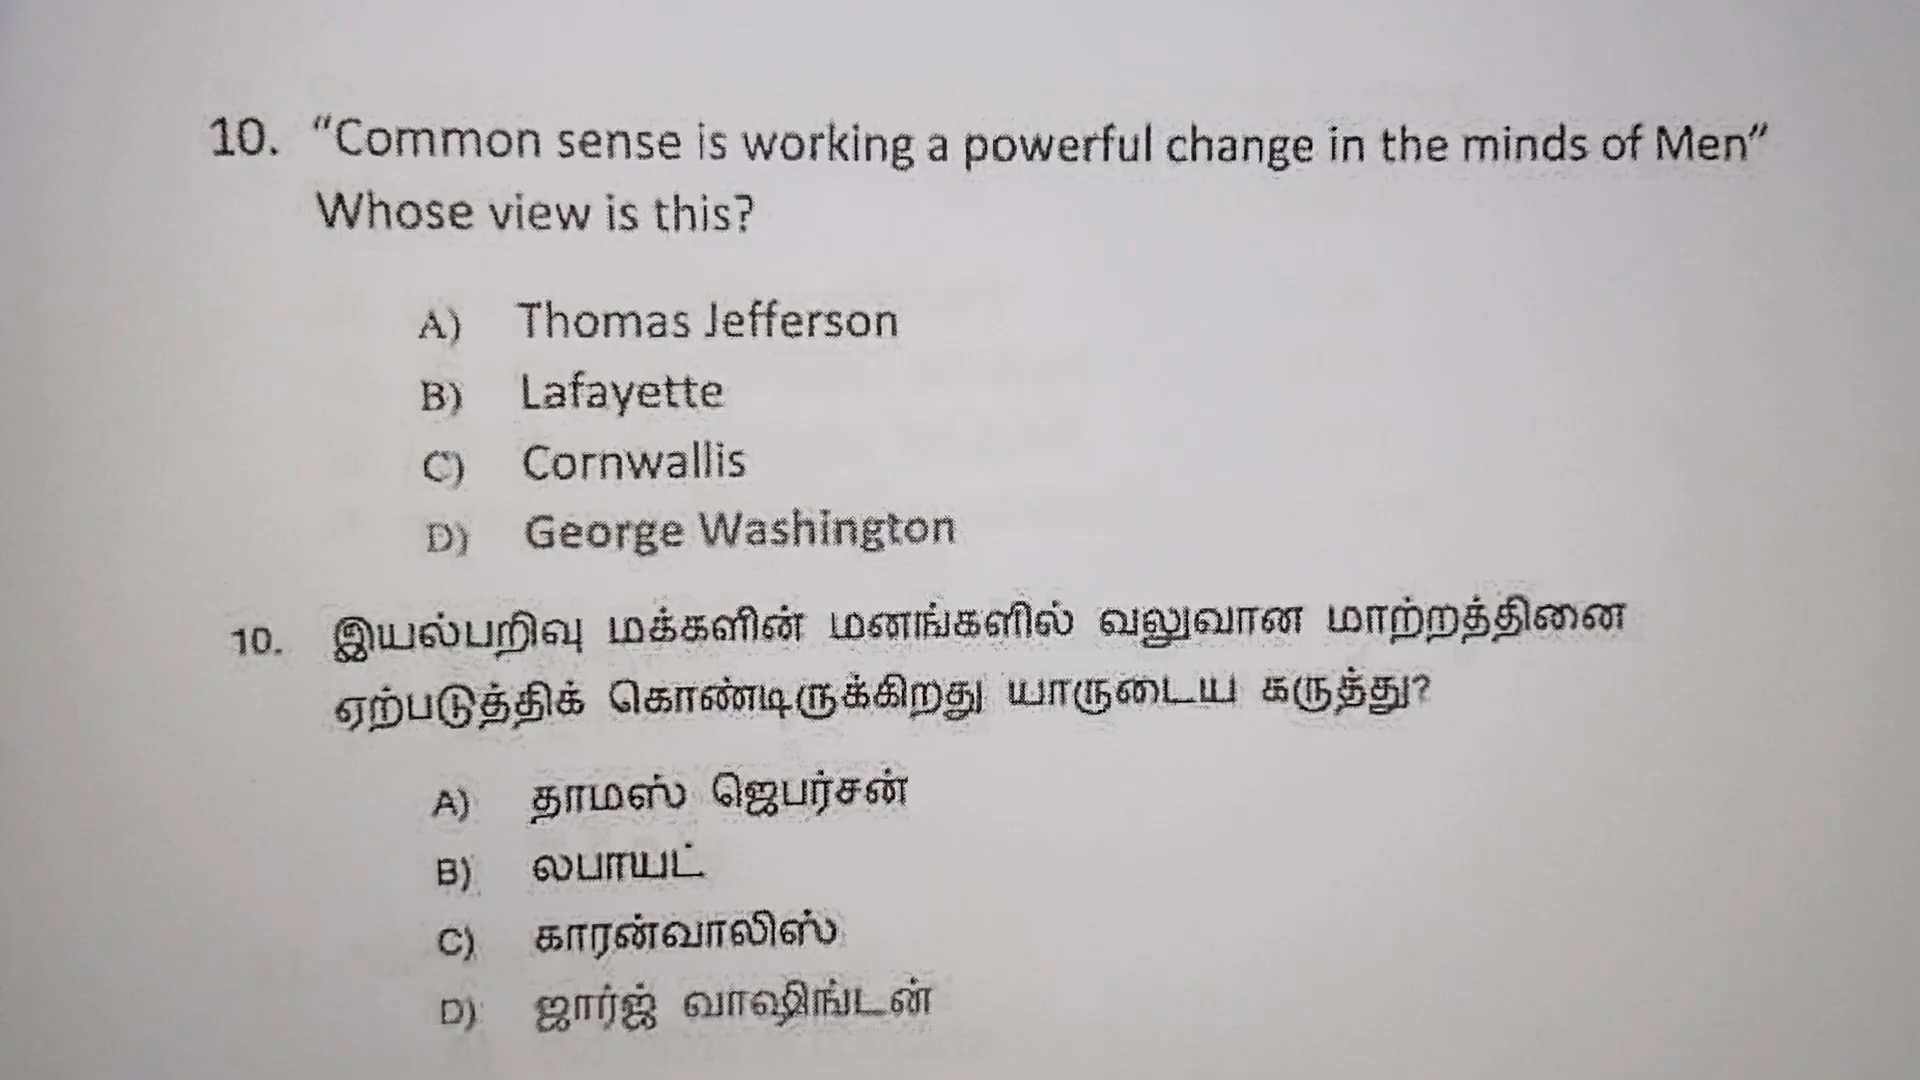 10. “Common sense is working a powerful change in the minds of Men”
Whose view is this?
A) Thomas Jefferson
B) Lafayette
C) Cornwallis
D) George Washington
10. இயல்பறிவு மக்களின் மனங்களில் வலுவான மாற்றத்தினை
ஏற்படுத்திக் கொண்டிருக்கிறது யாருடைய கருத்து?
A) தாமஸ் ஜெபர்சன்
B) லபாயட்
C) காரன்வாலிஸ்
D) ஜார்ஜ் வாஷிங்டன்